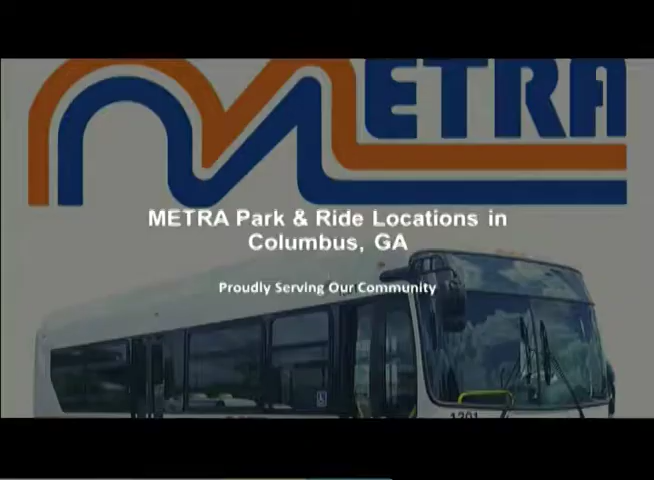 METRA
METRA Park & Ride Locations in
Columbus, GA
Proudly Serving Our Community
1201